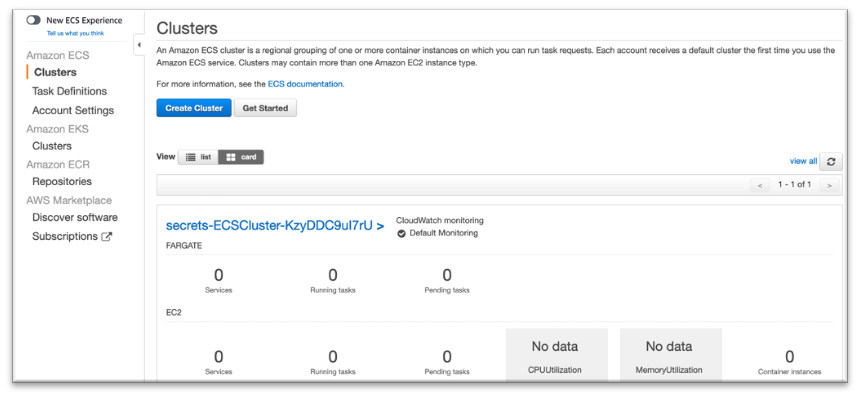 New ECS Experience
Tell us what you think
Amazon ECS
Clusters
Task Definitions
Account Settings
Amazon EKS
Clusters
Amazon ECR
Repositories
AWS Marketplace
Discover software
Subscriptions
Clusters
An Amazon ECS cluster is a regional grouping of one or more container instances on which you can run task requests. Each account receives a default cluster the first time you use the
Amazon ECS service. Clusters may contain more than one Amazon EC2 instance type.
For more information, see the ECS documentation.
Create Cluster Get Started
View list card
view all
< 1 - 1 of 1 >
secrets-ECSCluster-KzyDDC9uI7rU >
CloudWatch monitoring
Default Monitoring
FARGATE
0 0 0
Services Running tasks Pending tasks
EC2
0 0 0 No data No data 0
Services Running tasks Pending tasks CPUUtilization MemoryUtilization Container instances